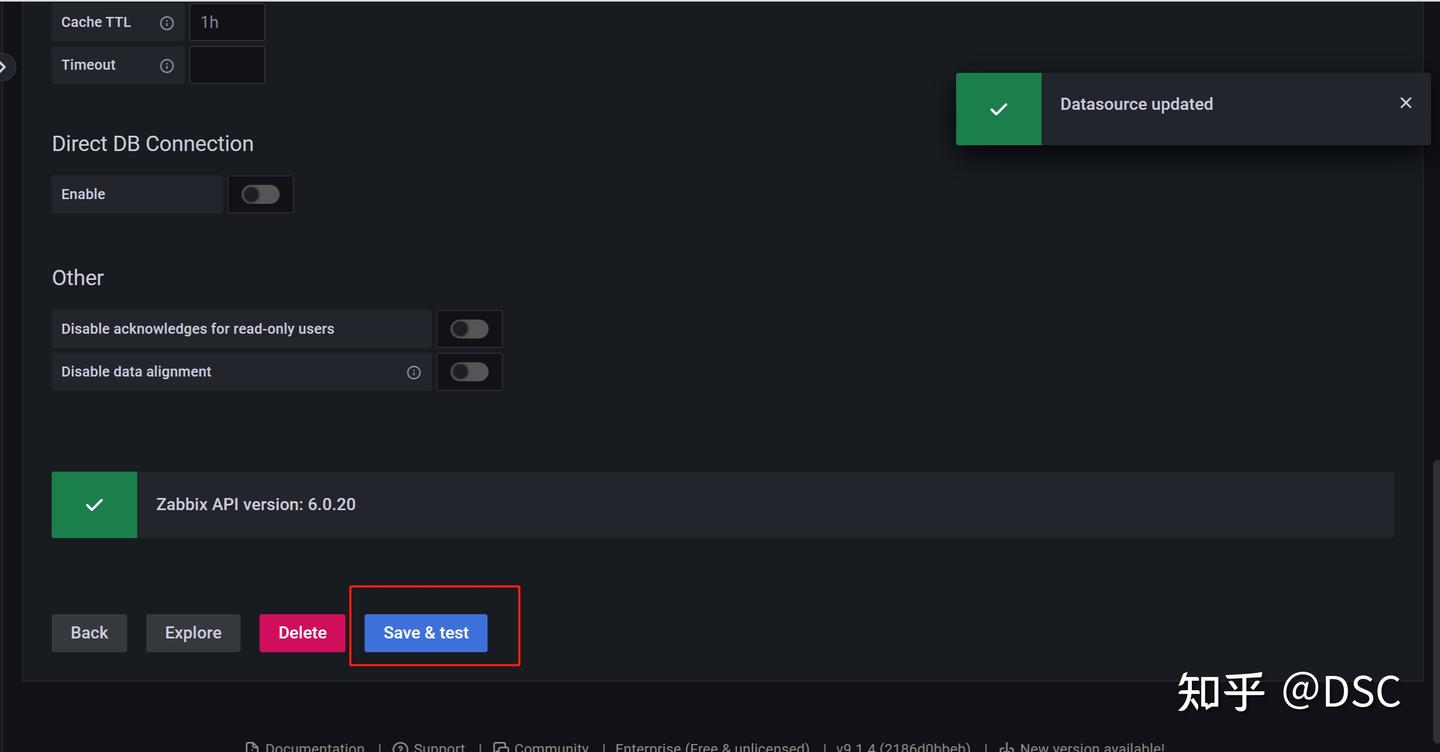 Cache TTL
1h
Timeout
Datasource updated
Direct DB Connection
Enable
Other
Disable acknowledges for read-only users
Disable data alignment
Zabbix API version: 6.0.20
Back
Explore
Delete
Save & test
知乎 @DSC
Documentation | Support | Community | Enterprise (Free & unlicensed) | v9.1.4 (2186d0bbeb) | New version available!